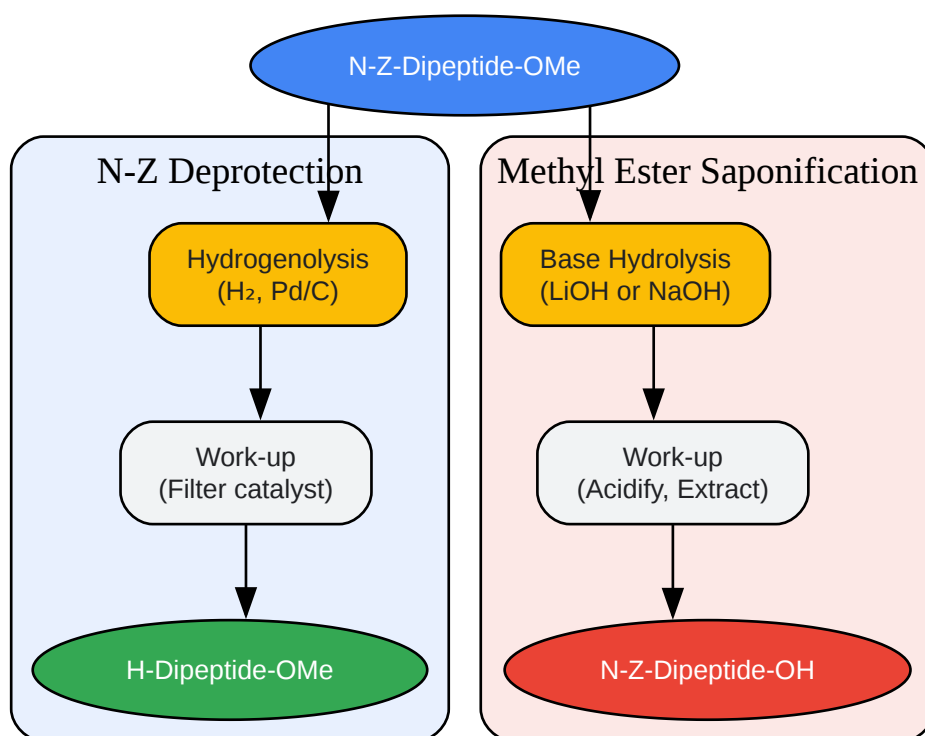 N-Z-Dipeptide-OMe
N-Z Deprotection
Hydrogenolysis
(H₂, Pd/C)
Work-up
(Filter catalyst)
H-Dipeptide-OMe
Methyl Ester Saponification
Base Hydrolysis
(LiOH or NaOH)
Work-up
(Acidify, Extract)
N-Z-Dipeptide-OH